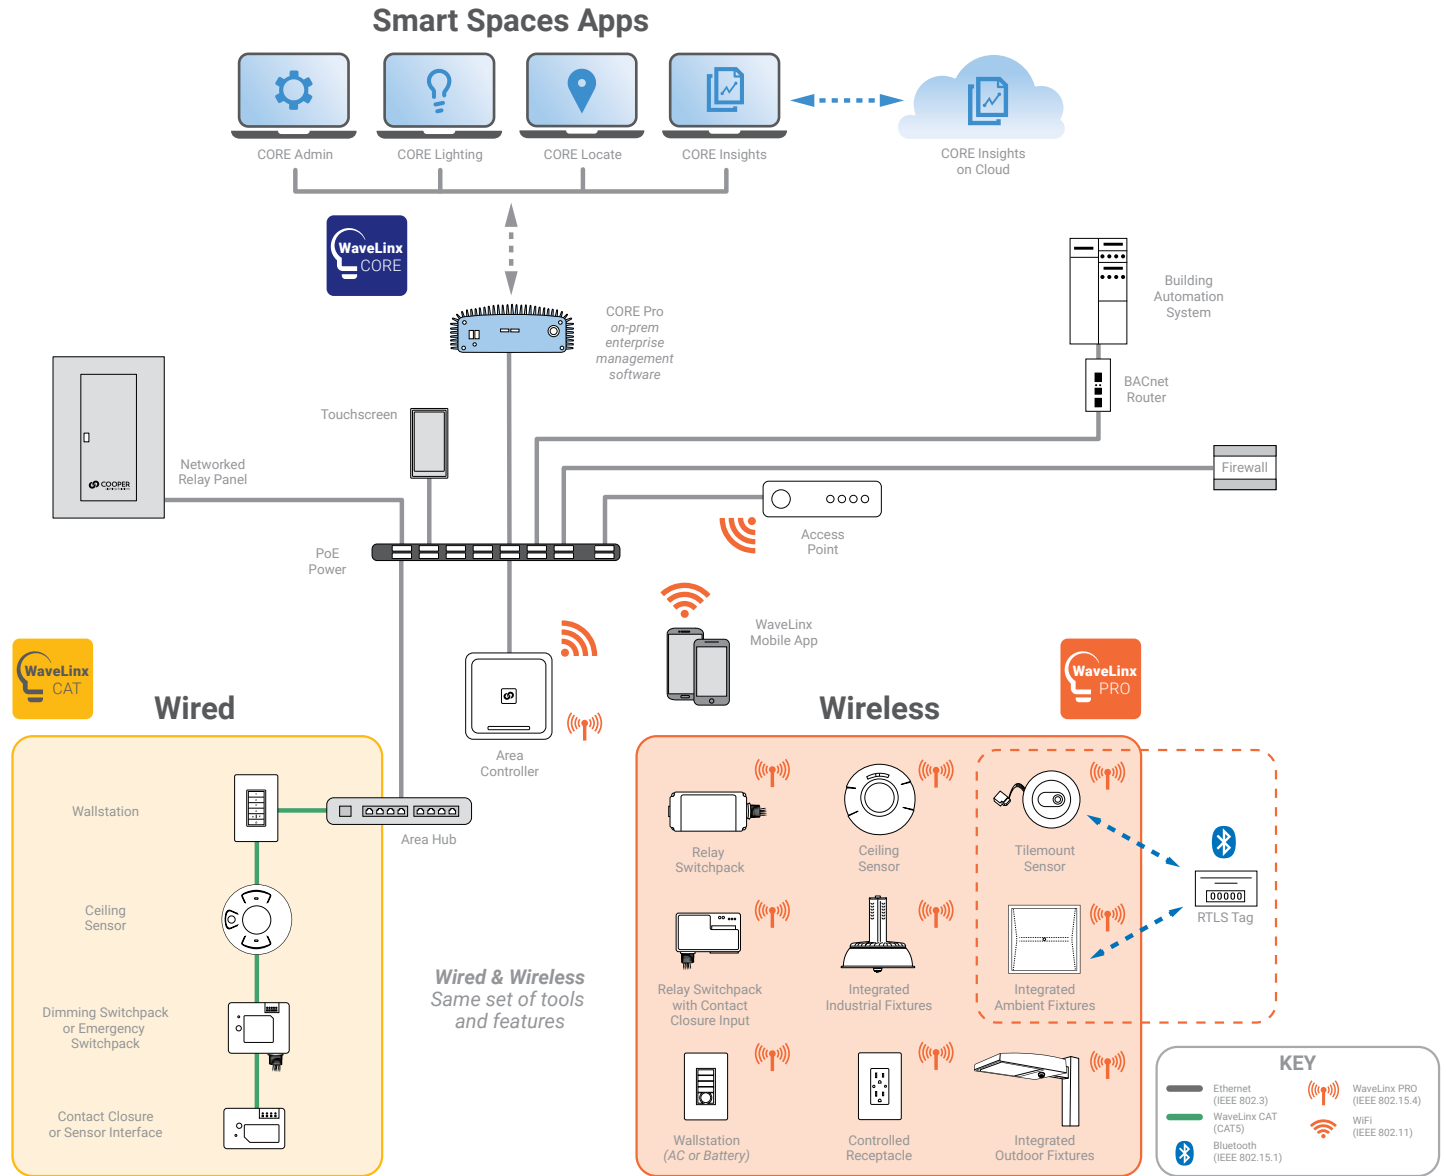 Smart Spaces Apps
CORE Admin
CORE Lighting
CORE Locate
CORE Insights
CORE Insights
on Cloud
WaveLinx
CORE
CORE Pro
on-prem
enterprise
management
software
Building
Automation
System
BACnet
Router
Touchscreen
Networked
Relay Panel
COOPER
Firewall
Access
Point
PoE
Power
WaveLinx
Mobile App
WaveLinx
CAT
Wired
Area
Controller
Wireless
WaveLinx
PRO
Wallstation
Area Hub
Ceiling
Sensor
Dimming Switchpack
or Emergency
Switchpack
Contact Closure
or Sensor Interface
Wired & Wireless
Same set of tools
and features
Relay
Switchpack
Ceiling
Sensor
Tilemount
Sensor
00000
RTLS Tag
Relay Switchpack
with Contact
Closure Input
Integrated
Industrial Fixtures
Integrated
Ambient Fixtures
Wallstation
(AC or Battery)
Controlled
Receptacle
Integrated
Outdoor Fixtures
KEY
Ethernet
(IEEE 802.3)
WaveLinx CAT
(CAT5)
Bluetooth
(IEEE 802.15.1)
WaveLinx PRO
(IEEE 802.15.4)
WiFi
(IEEE 802.11)